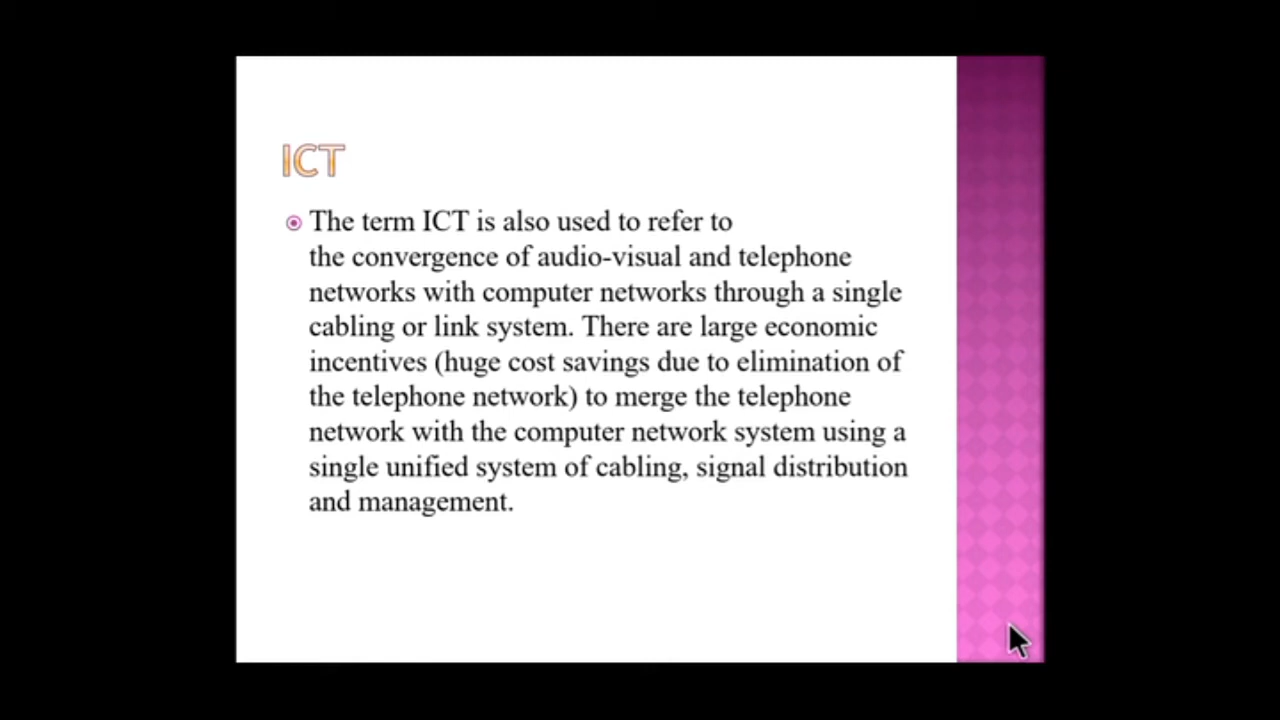 ICT
The term ICT is also used to refer to
the convergence of audio-visual and telephone
networks with computer networks through a single
cabling or link system. There are large economic
incentives (huge cost savings due to elimination of
the telephone network) to merge the telephone
network with the computer network system using a
single unified system of cabling, signal distribution
and management.